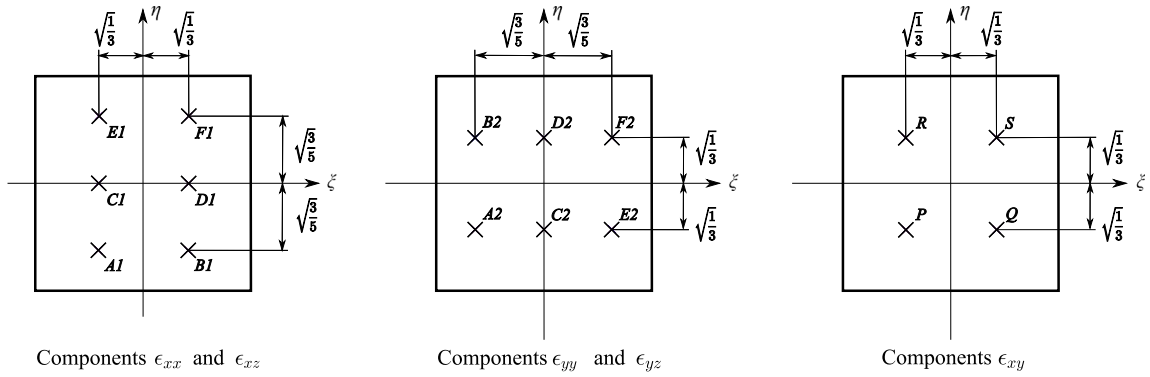 η
√1/3 √1/3
E1 F1
√3/5
ξ
C1 D1
√3/5
A1 B1
Components ϵxx and ϵxz
η
√3/5 √3/5
B2 D2 F2
√1/3
ξ
A2 C2 E2
√1/3
Components ϵyy and ϵyz
η
√1/3 √1/3
R S
√1/3
ξ
P Q
√1/3
Components ϵxy